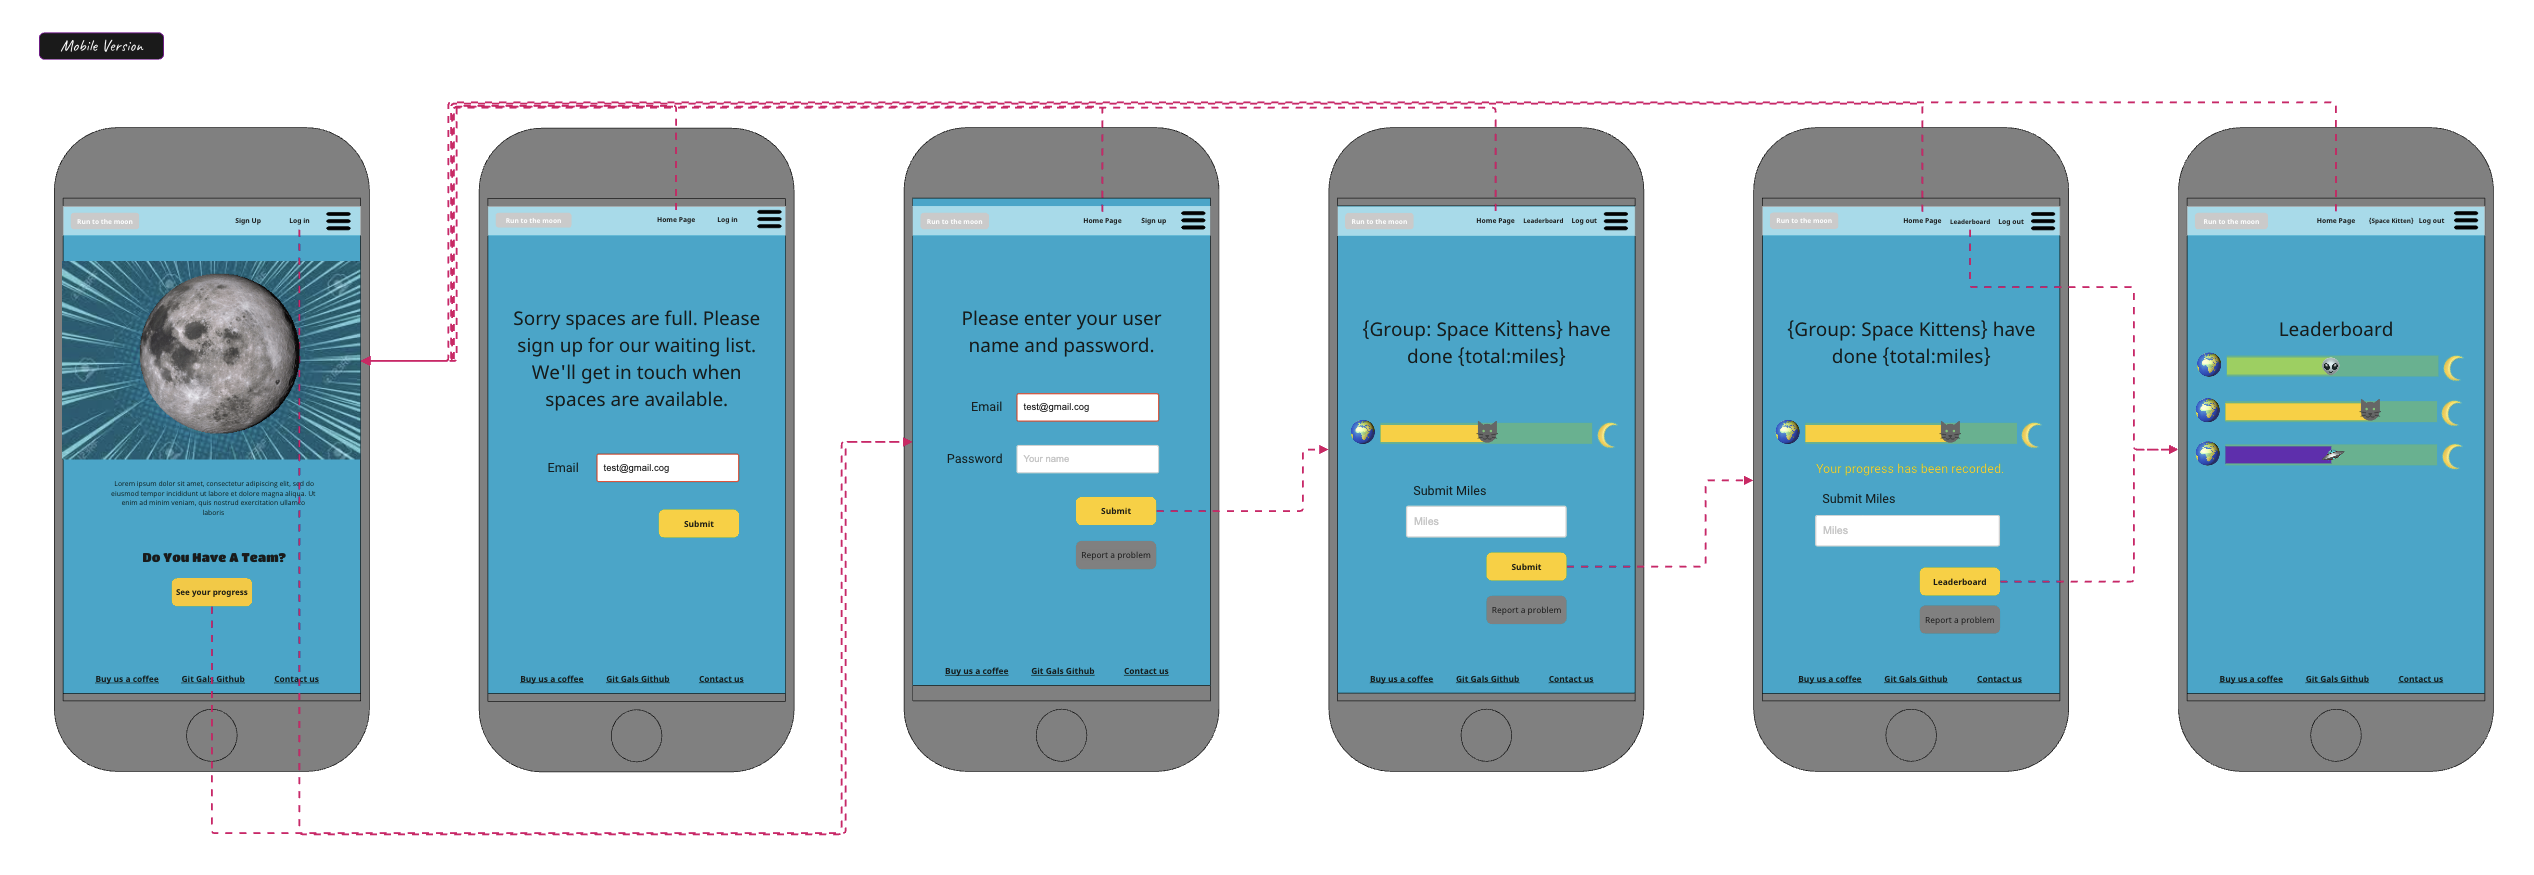 Mobile Version
Run to the moon
Sign Up
Log in
Lorem ipsum dolor sit amet, consectetur adipiscing elit, sed do
eiusmod tempor incididunt ut labore et dolore magna aliqua. Ut
enim ad minim veniam, quis nostrud exercitation ullamco
laboris
Do You Have A Team?
See your progress
Buy us a coffee
Git Gals Github
Contact us
Run to the moon
Home Page
Log in
Sorry spaces are full. Please
sign up for our waiting list.
We'll get in touch when
spaces are available.
Email
test@gmail.cog
Submit
Buy us a coffee
Git Gals Github
Contact us
Run to the moon
Home Page
Sign up
Please enter your user
name and password.
Email
test@gmail.cog
Password
Your name
Submit
Report a problem
Buy us a coffee
Git Gals Github
Contact us
Run to the moon
Home Page
Leaderboard
Log out
{Group: Space Kittens} have
done {total:miles}
Submit Miles
Miles
Submit
Report a problem
Buy us a coffee
Git Gals Github
Contact us
Run to the moon
Home Page
Leaderboard
Log out
{Group: Space Kittens} have
done {total:miles}
Your progress has been recorded.
Submit Miles
Miles
Leaderboard
Report a problem
Buy us a coffee
Git Gals Github
Contact us
Run to the moon
Home Page
{Space Kitten}
Log out
Leaderboard
Buy us a coffee
Git Gals Github
Contact us